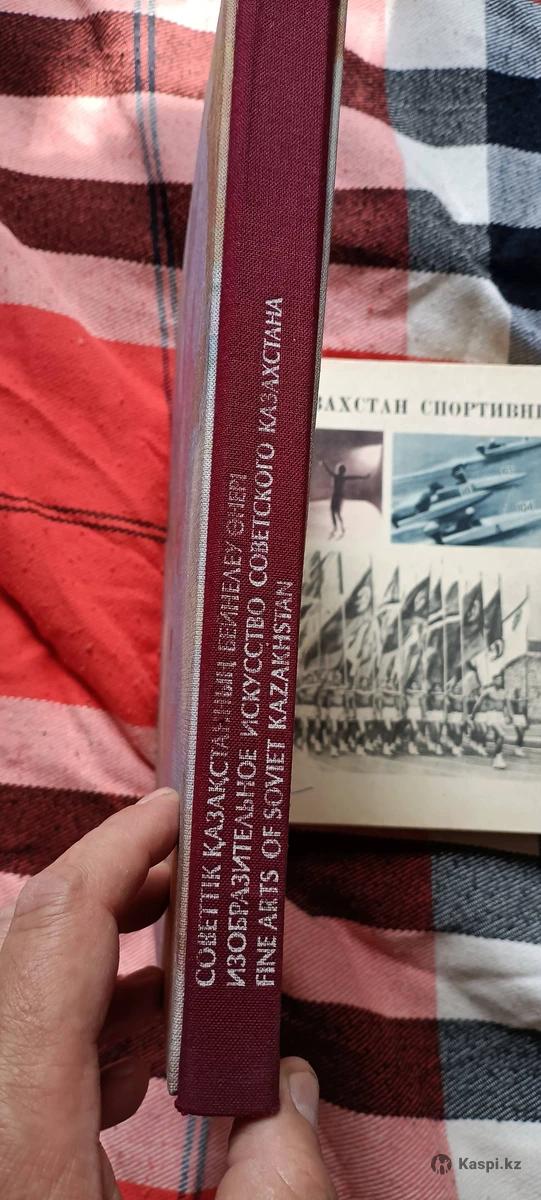 СОВЕТТІК ҚАЗАҚСТАННЫҢ БЕЙНЕЛЕУ ӨНЕРІ
ИЗОБРАЗИТЕЛЬНОЕ ИСКУССТВО СОВЕТСКОГО КАЗАХСТАНА
FINE ARTS OF SOVIET KAZAKHSTAN
ЗАХСТАН СПОРТИВН
Kaspi.kz